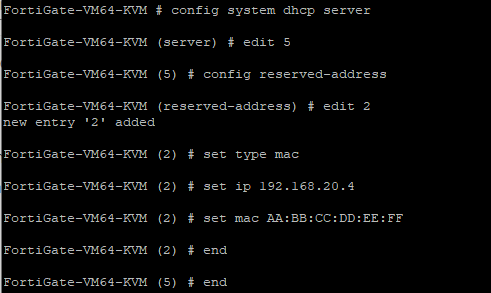 FortiGate-VM64-KVM # config system dhcp server
FortiGate-VM64-KVM (server) # edit 5
FortiGate-VM64-KVM (5) # config reserved-address
FortiGate-VM64-KVM (reserved-address) # edit 2
new entry '2' added
FortiGate-VM64-KVM (2) # set type mac
FortiGate-VM64-KVM (2) # set ip 192.168.20.4
FortiGate-VM64-KVM (2) # set mac AA:BB:CC:DD:EE:FF
FortiGate-VM64-KVM (2) # end
FortiGate-VM64-KVM (5) # end